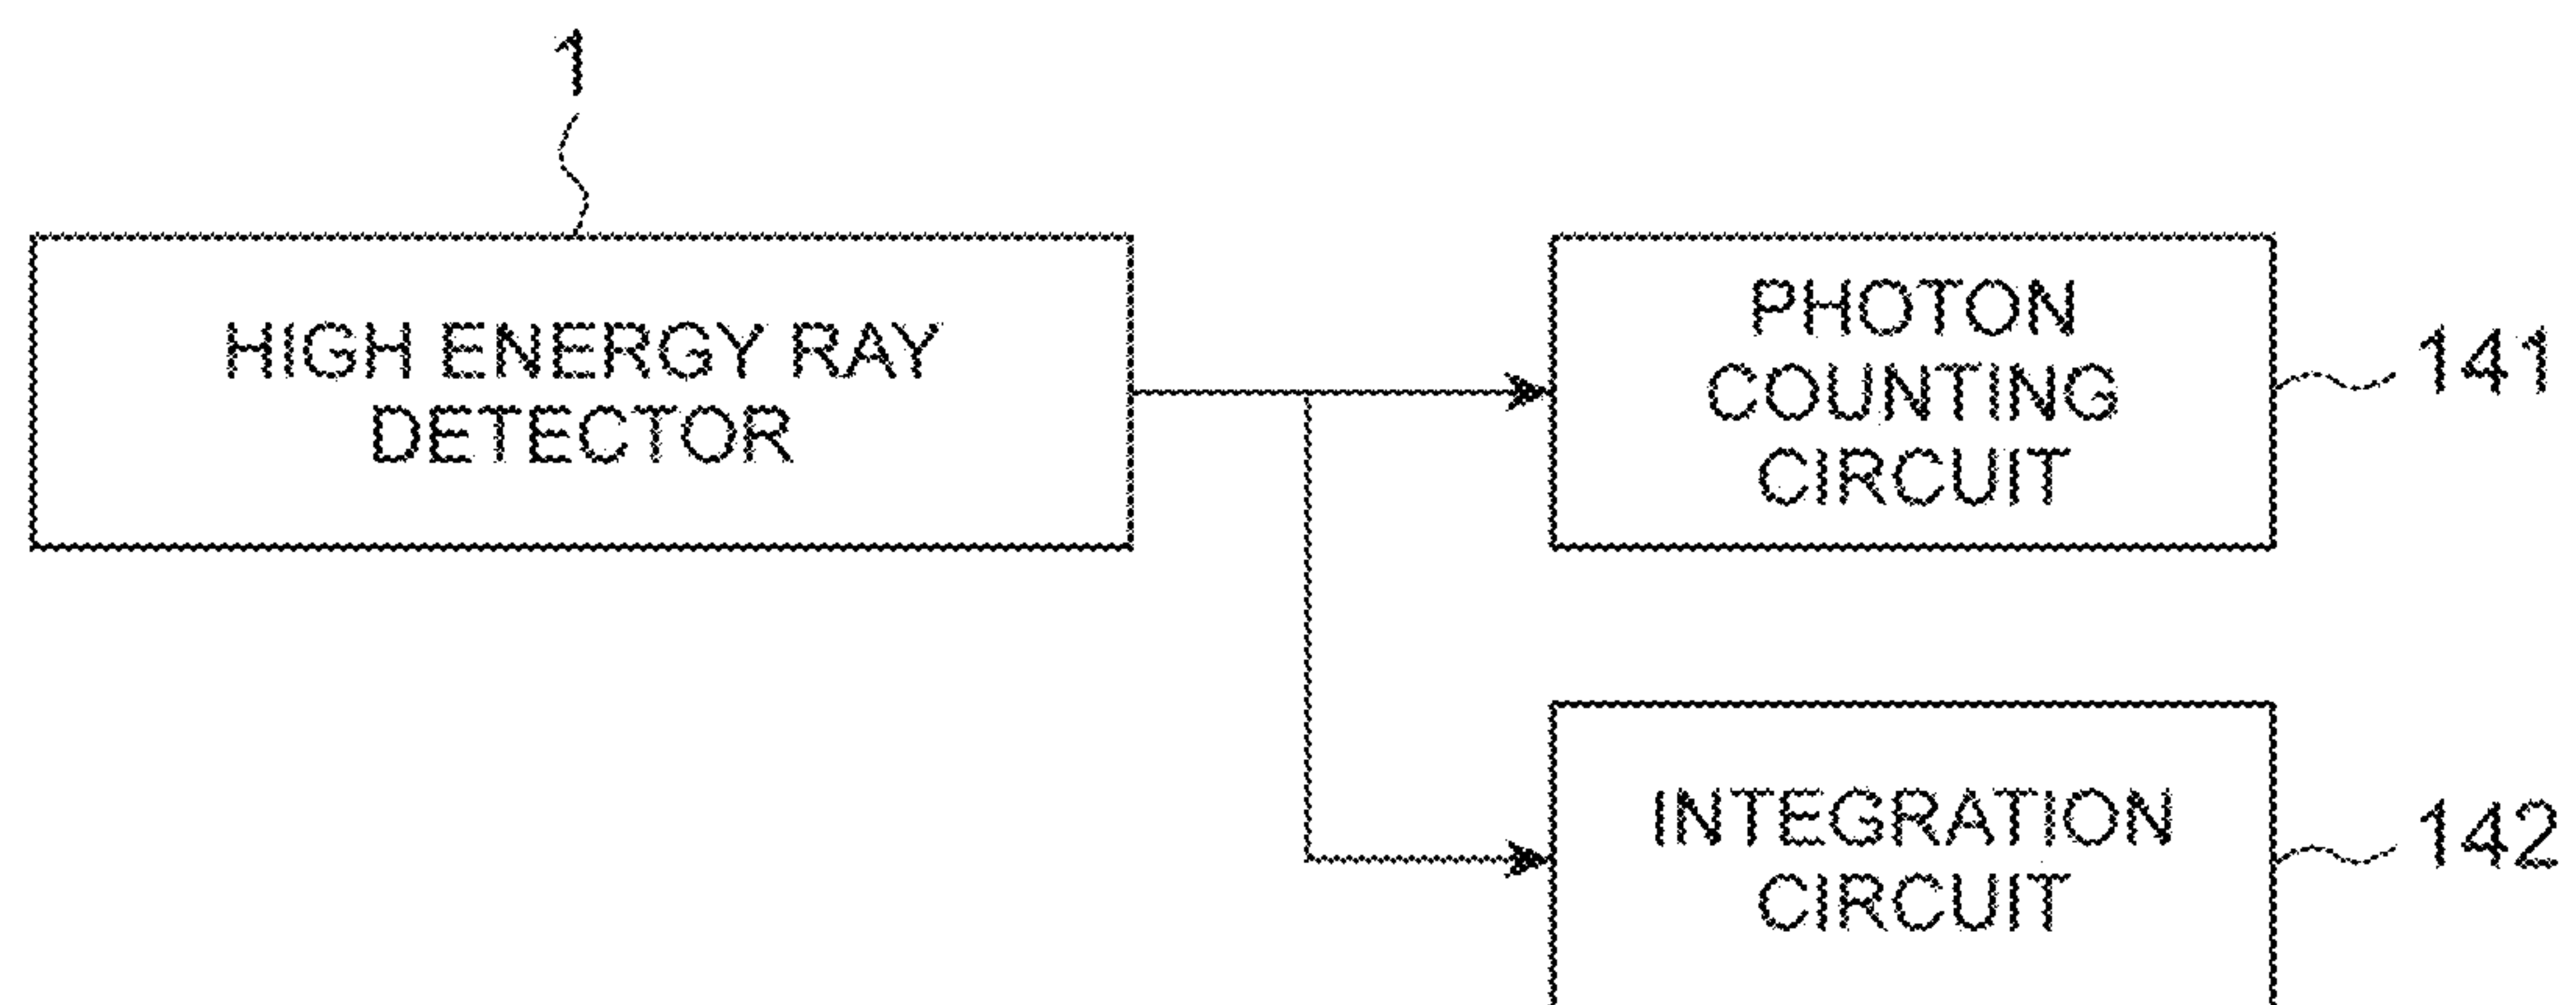 1
HIGH ENERGY RAY
DETECTOR
PHOTON
COUNTING
CIRCUIT
141
INTEGRATION
CIRCUIT
142